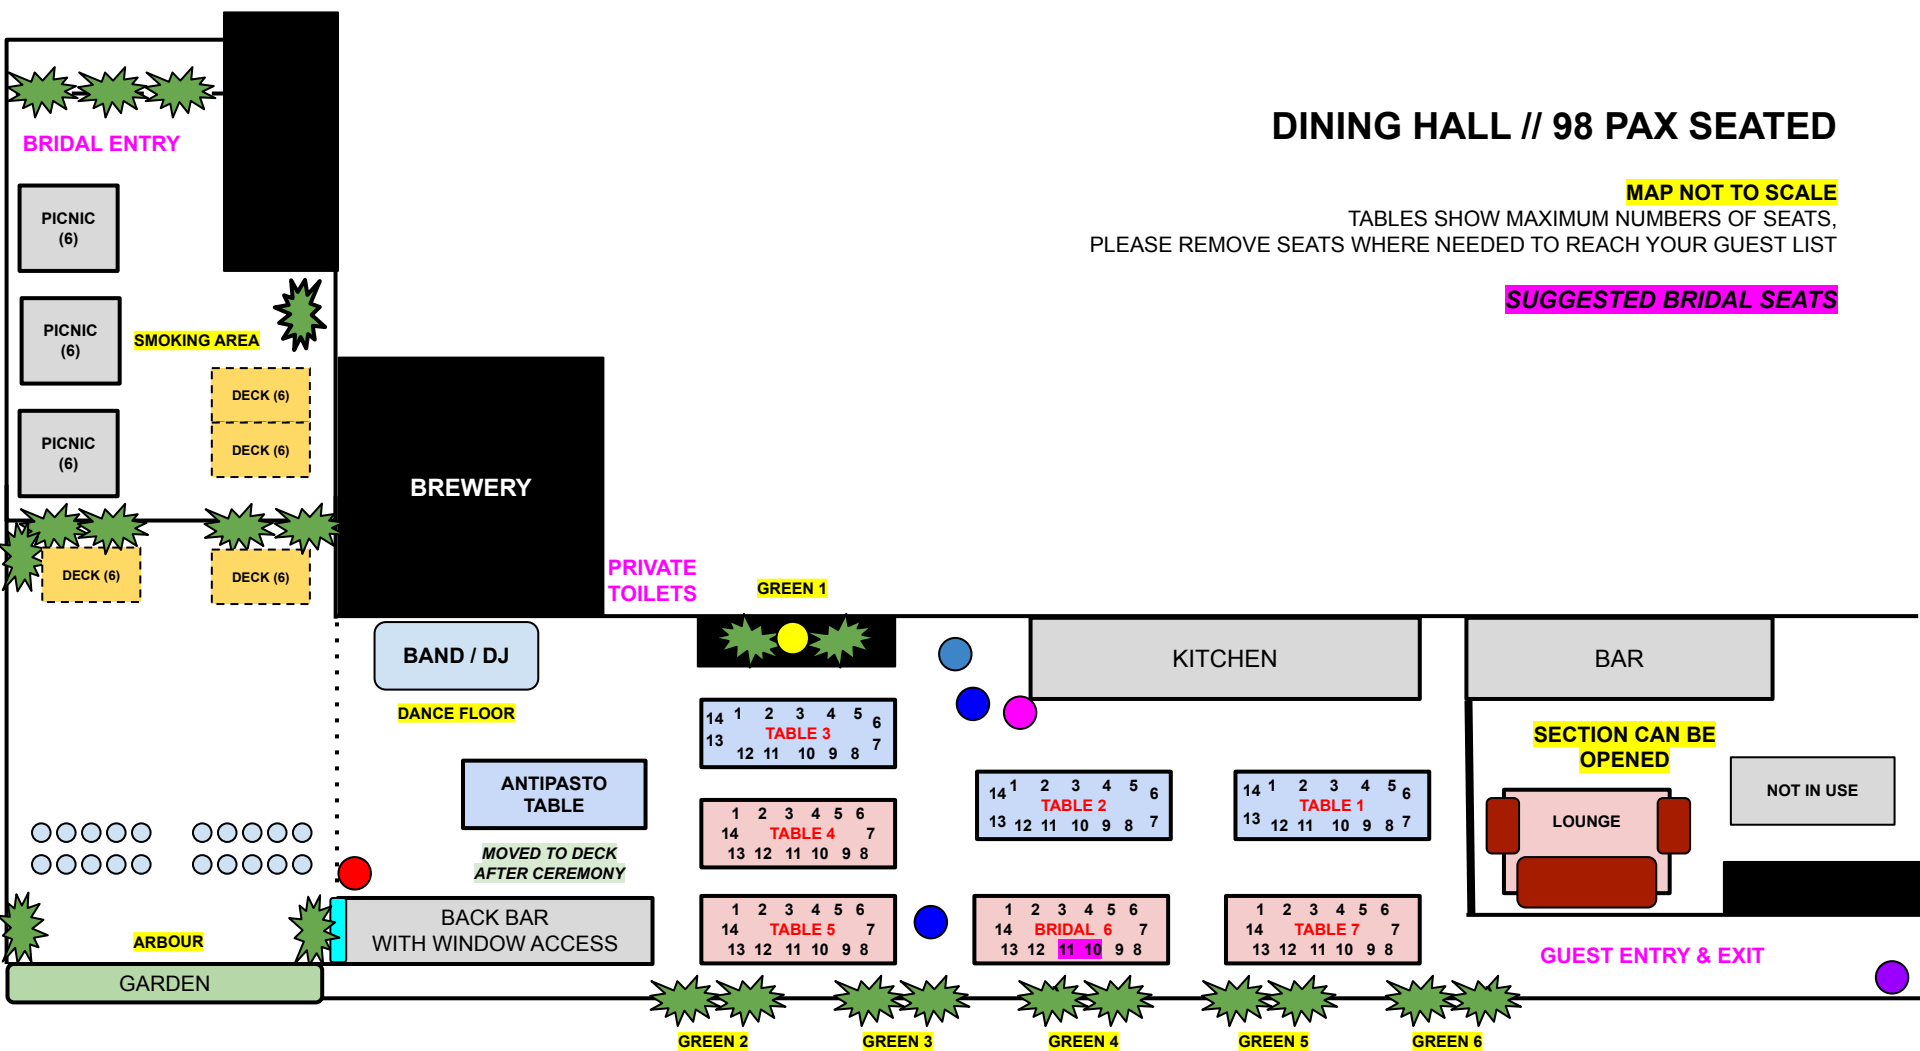 DINING HALL // 98 PAX SEATED
BRIDAL ENTRY
MAP NOT TO SCALE
TABLES SHOW MAXIMUM NUMBERS OF SEATS,
PLEASE REMOVE SEATS WHERE NEEDED TO REACH YOUR GUEST LIST
SUGGESTED BRIDAL SEATS
PICNIC
(6)
PICNIC
(6)
SMOKING AREA
DECK (6)
DECK (6)
PICNIC
(6)
BREWERY
DECK (6)
DECK (6)
PRIVATE
TOILETS
GREEN 1
BAND / DJ
DANCE FLOOR
KITCHEN
BAR
14 1 2 3 4 5 6
TABLE 3
13 12 11 10 9 8 7
ANTIPASTO
TABLE
MOVED TO DECK
AFTER CEREMONY
14 1 2 3 4 5 6
TABLE 2
13 12 11 10 9 8 7
14 1 2 3 4 5 6
TABLE 1
13 12 11 10 9 8 7
SECTION CAN BE
OPENED
LOUNGE
NOT IN USE
1 2 3 4 5 6
14 TABLE 4 7
13 12 11 10 9 8
ARBOUR
GARDEN
BACK BAR
WITH WINDOW ACCESS
1 2 3 4 5 6
14 TABLE 5 7
13 12 11 10 9 8
1 2 3 4 5 6
14 BRIDAL 6 7
13 12 11 10 9 8
1 2 3 4 5 6
14 TABLE 7 7
13 12 11 10 9 8
GUEST ENTRY & EXIT
GREEN 2
GREEN 3
GREEN 4
GREEN 5
GREEN 6